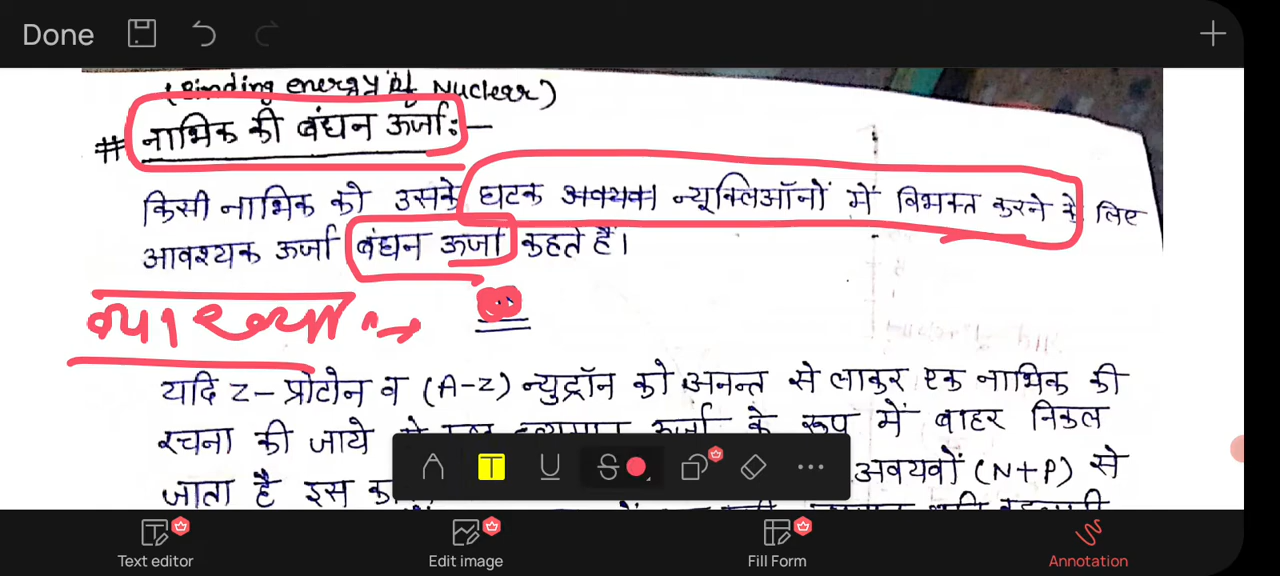 Done
(Binding energy of Nuclear)
# नाभिक की बंधन ऊर्जा:-
किसी नाभिक को उसके घटक अवयवा न्यूक्लिऑनों में विभक्त करने के लिए
आवश्यक ऊर्जा बंधन ऊर्जा कहते हैं।
व्याख्या :→
यदि Z-प्रोटोन व (A-Z) न्युट्रॉन को अनन्त से लाकर एक नाभिक की
रचना की जाये ऊर्जा के रूप में बाहर निकल
जाता है इस अवयवों (N+P) से
T
U
S
Text editor
Edit image
Fill Form
Annotation